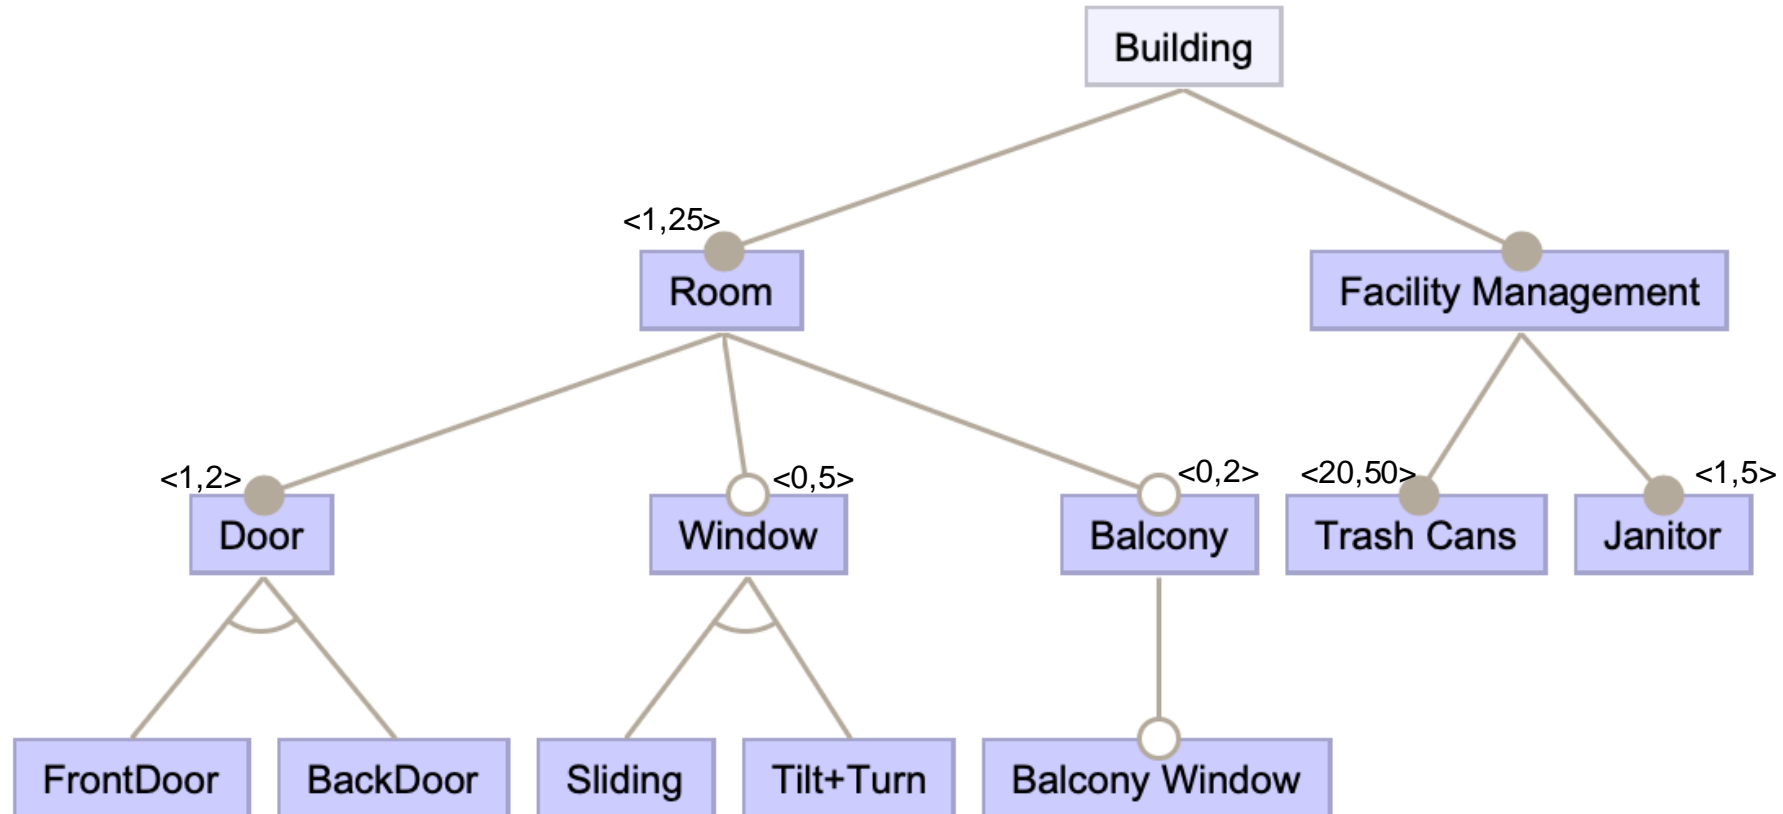 Building
<1,25>
Room
Facility Management
<1,2>
<0,5>
<0,2>
<20,50>
<1,5>
Door
Window
Balcony
Trash Cans
Janitor
FrontDoor
BackDoor
Sliding
Tilt+Turn
Balcony Window